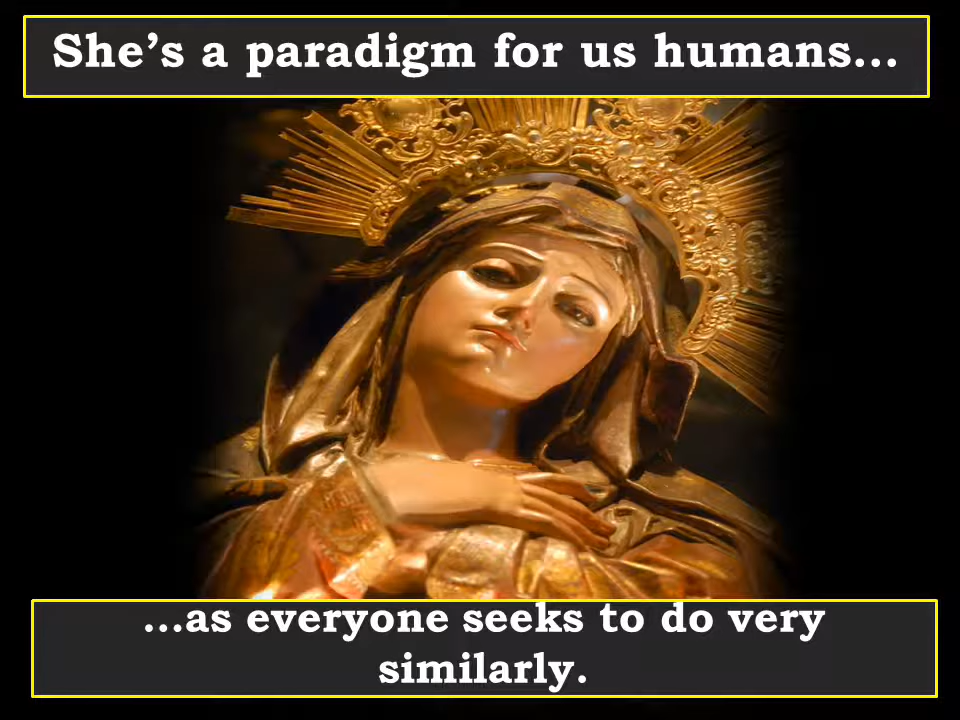 She’s a paradigm for us humans…
…as everyone seeks to do very
similarly.